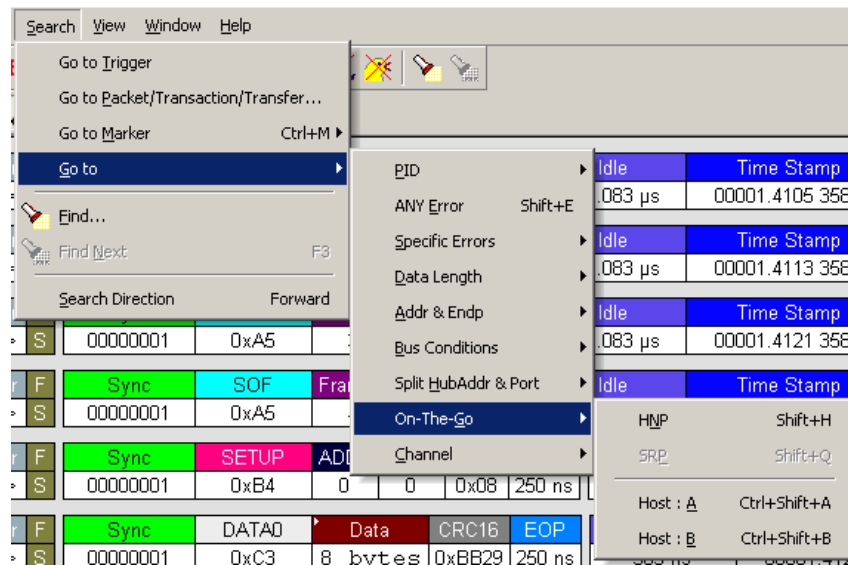 Search View Window Help
Go to Trigger
Go to Packet/Transaction/Transfer...
Go to Marker Ctrl+M
Go to
Find...
Find Next F3
Search Direction Forward
PID
ANY Error Shift+E
Specific Errors
Data Length
Addr & Endp
Bus Conditions
Split HubAddr & Port
On-The-Go
Channel
HNP Shift+H
SRP Shift+Q
Host : A Ctrl+Shift+A
Host : B Ctrl+Shift+B
Idle Time Stamp
.083 µs 00001.4105 358
Idle Time Stamp
.083 µs 00001.4113 358
Idle Time Stamp
S 00000001 0xA5 .083 µs 00001.4121 358
F Sync SOF Idle Time Stamp
S 00000001 0xA5
F Sync SETUP
S 00000001 0xB4 0 0 0x08 250 ns
F Sync DATA0 Data CRC16 EOP
S 00000001 0xC3 8 bytes 0xBB29 250 ns